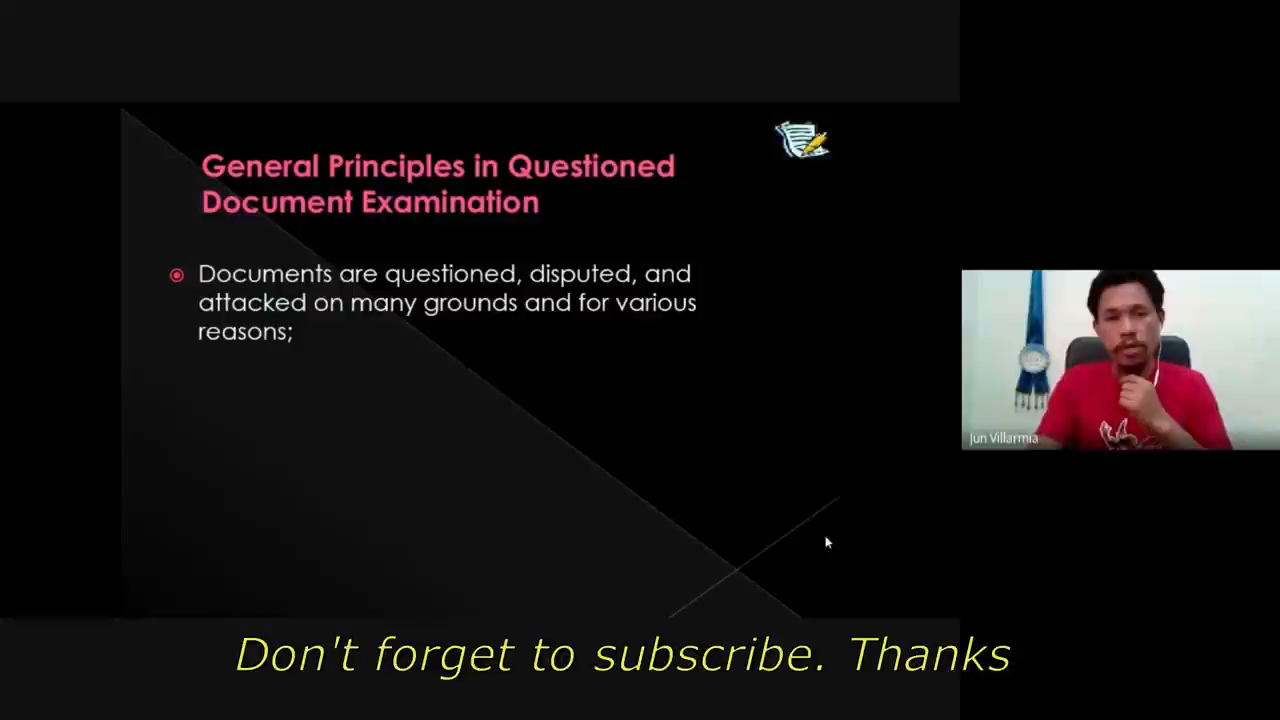 General Principles in Questioned
Document Examination
Documents are questioned, disputed, and
attacked on many grounds and for various
reasons;
Jun Villarmia
Don't forget to subscribe. Thanks